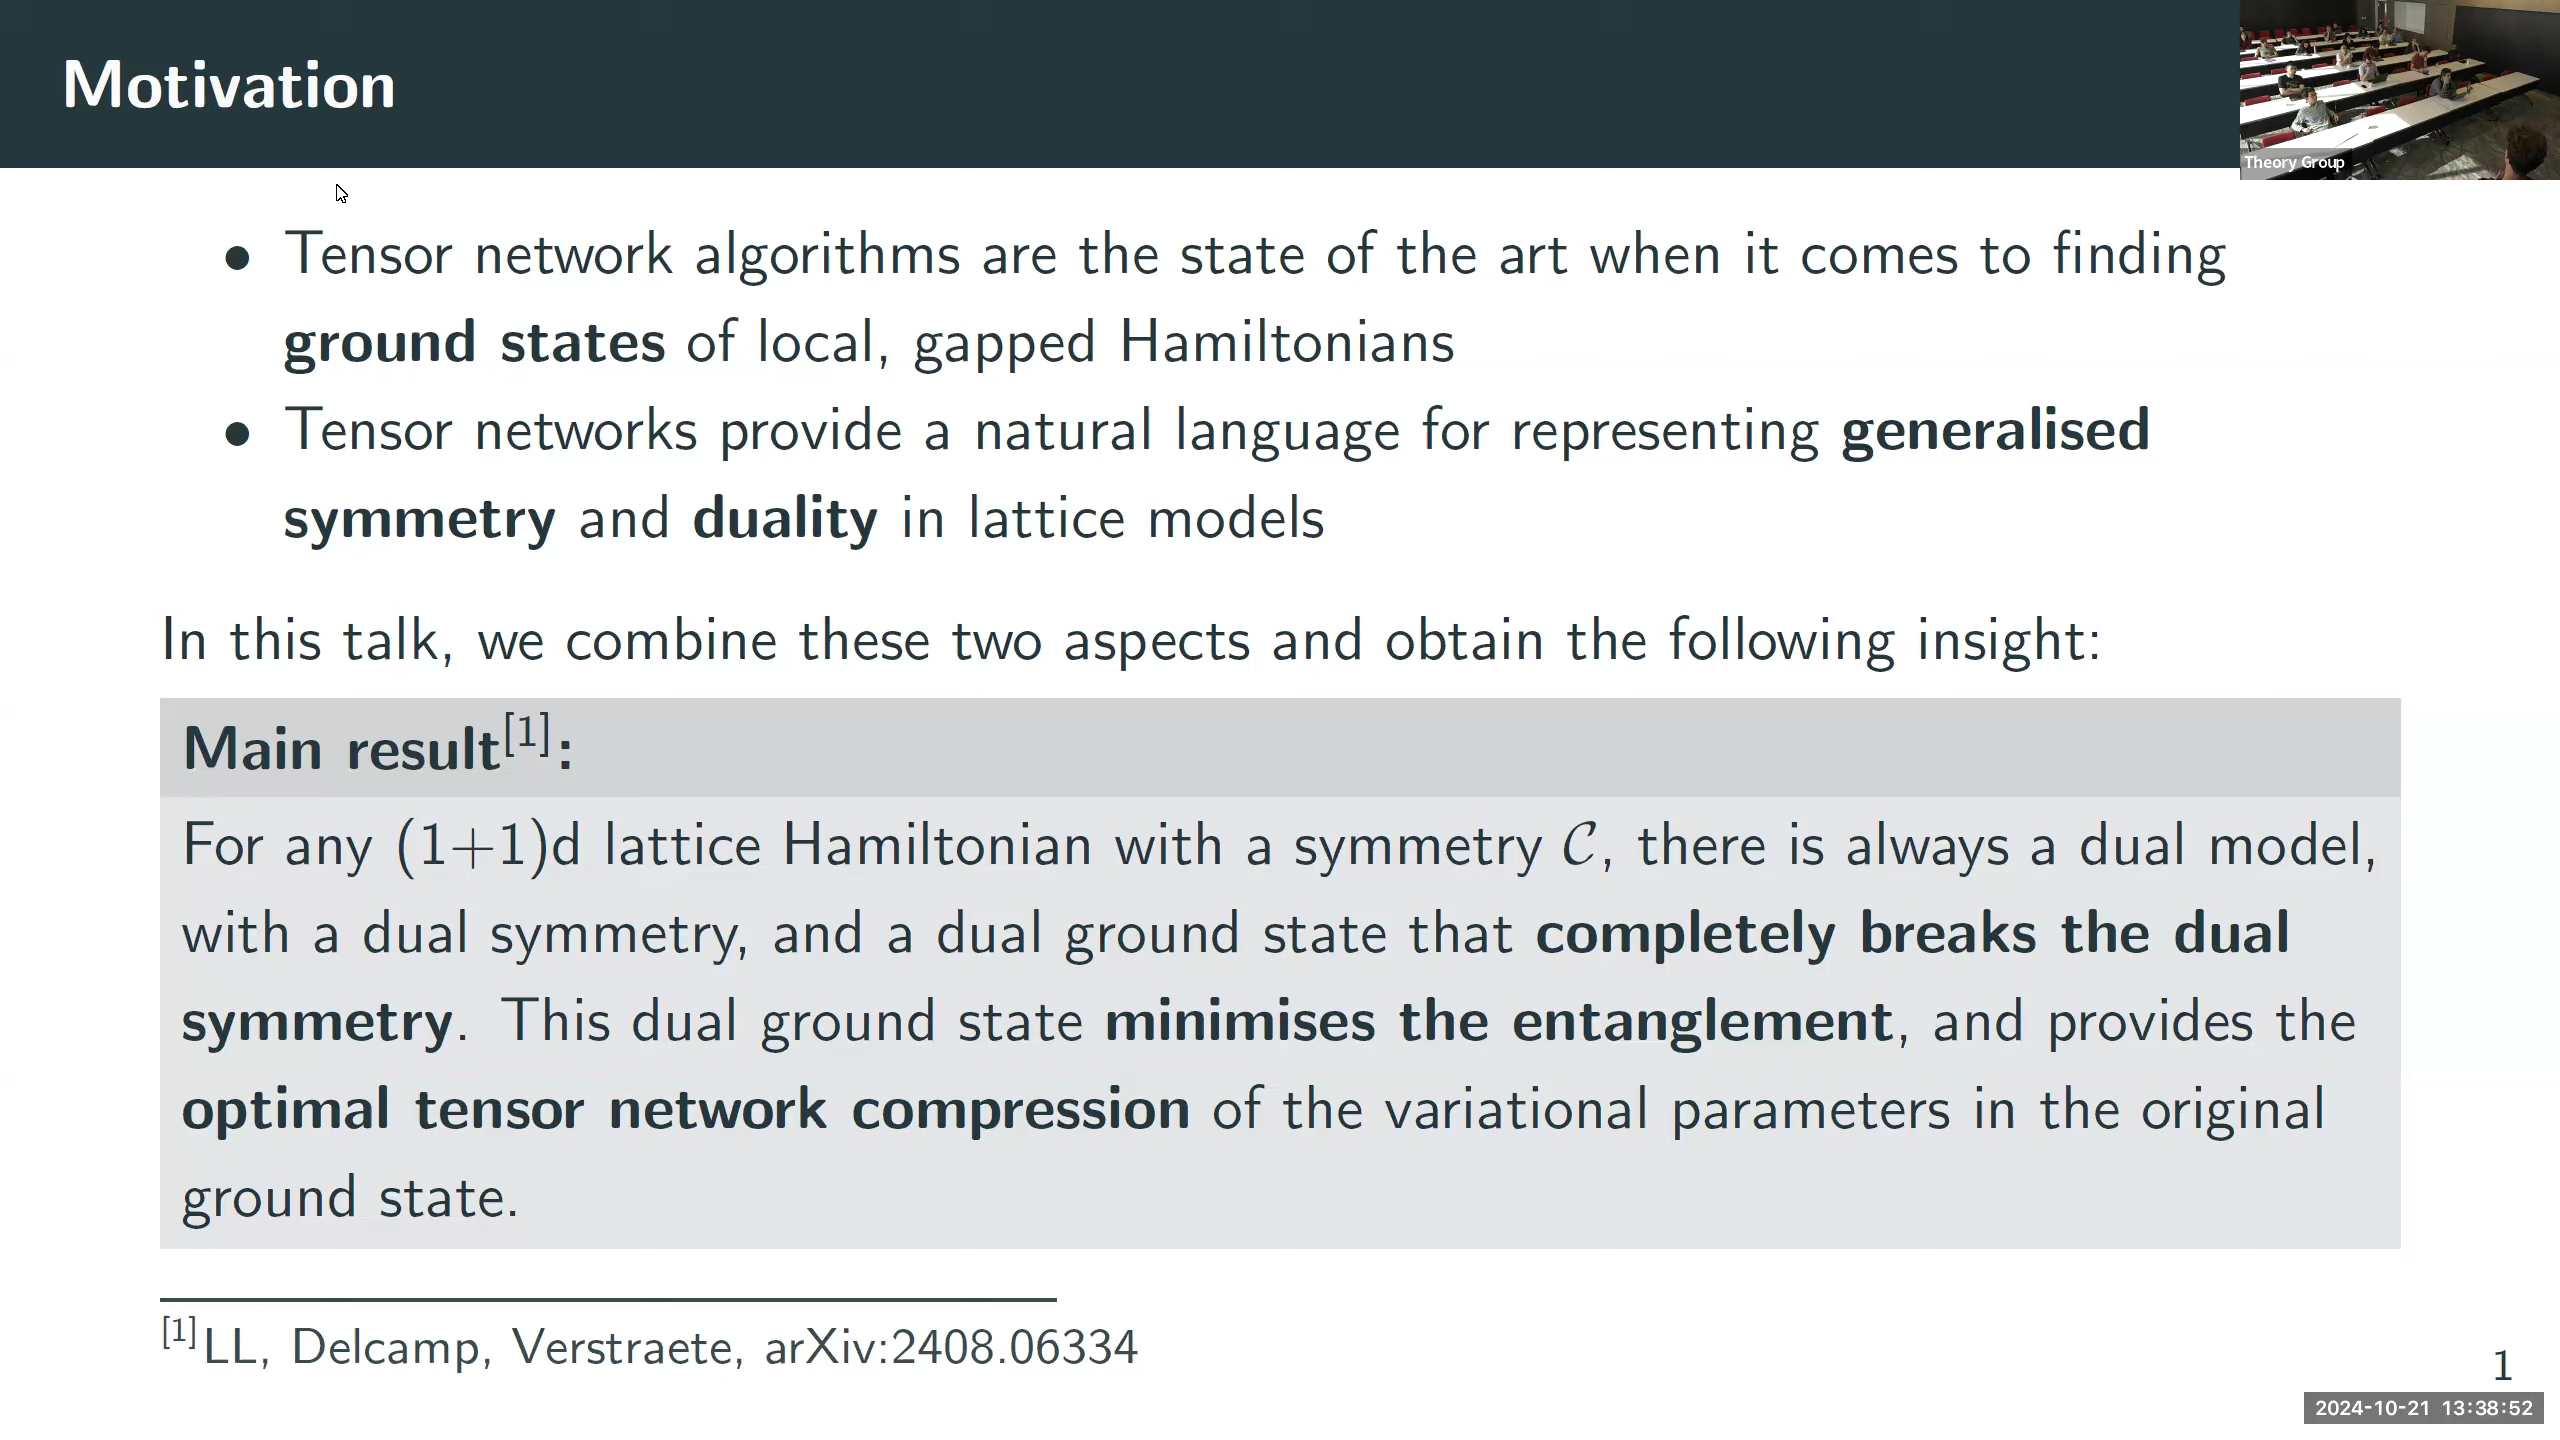 Motivation
Theory Group
• Tensor network algorithms are the state of the art when it comes to finding
ground states of local, gapped Hamiltonians
• Tensor networks provide a natural language for representing generalised
symmetry and duality in lattice models
In this talk, we combine these two aspects and obtain the following insight:
Main result[1]:
For any (1+1)d lattice Hamiltonian with a symmetry 𝒞, there is always a dual model,
with a dual symmetry, and a dual ground state that completely breaks the dual
symmetry. This dual ground state minimises the entanglement, and provides the
optimal tensor network compression of the variational parameters in the original
ground state.
[1]LL, Delcamp, Verstraete, arXiv:2408.06334
1
2024-10-21 13:38:52